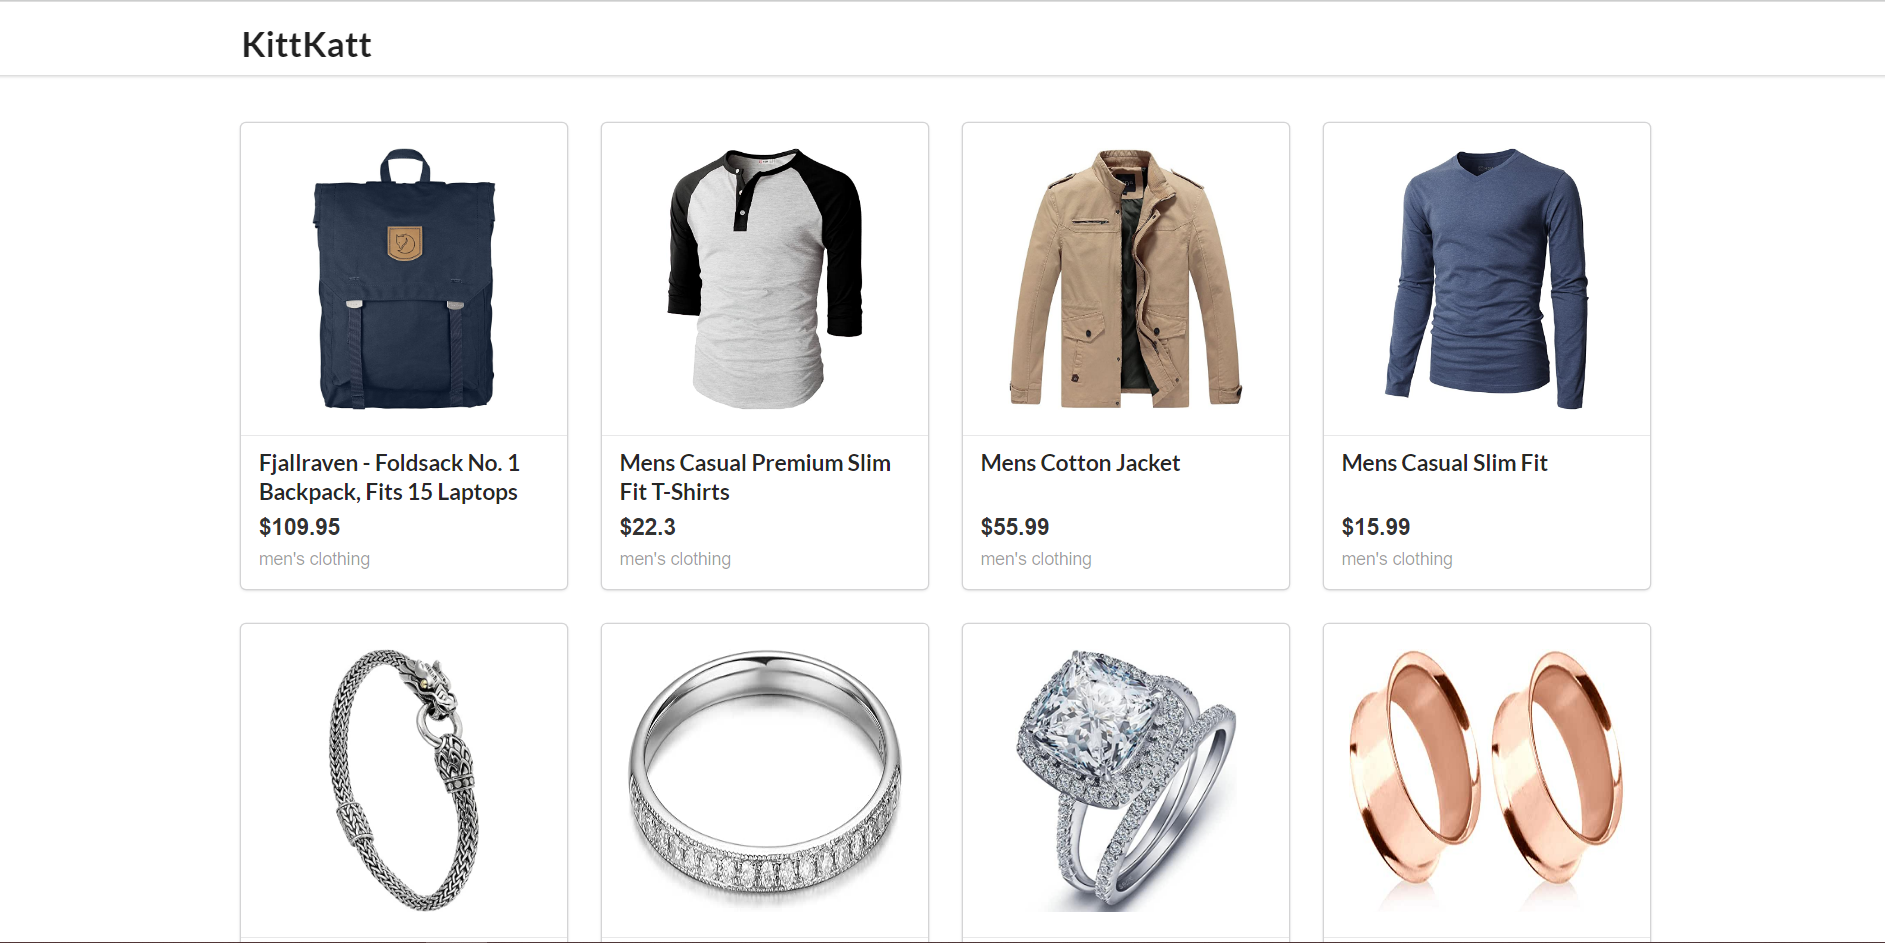 KittKatt
Fjallraven - Foldsack No. 1
Backpack, Fits 15 Laptops
$109.95
men's clothing
Mens Casual Premium Slim
Fit T-Shirts
$22.3
men's clothing
Mens Cotton Jacket
$55.99
men's clothing
Mens Casual Slim Fit
$15.99
men's clothing